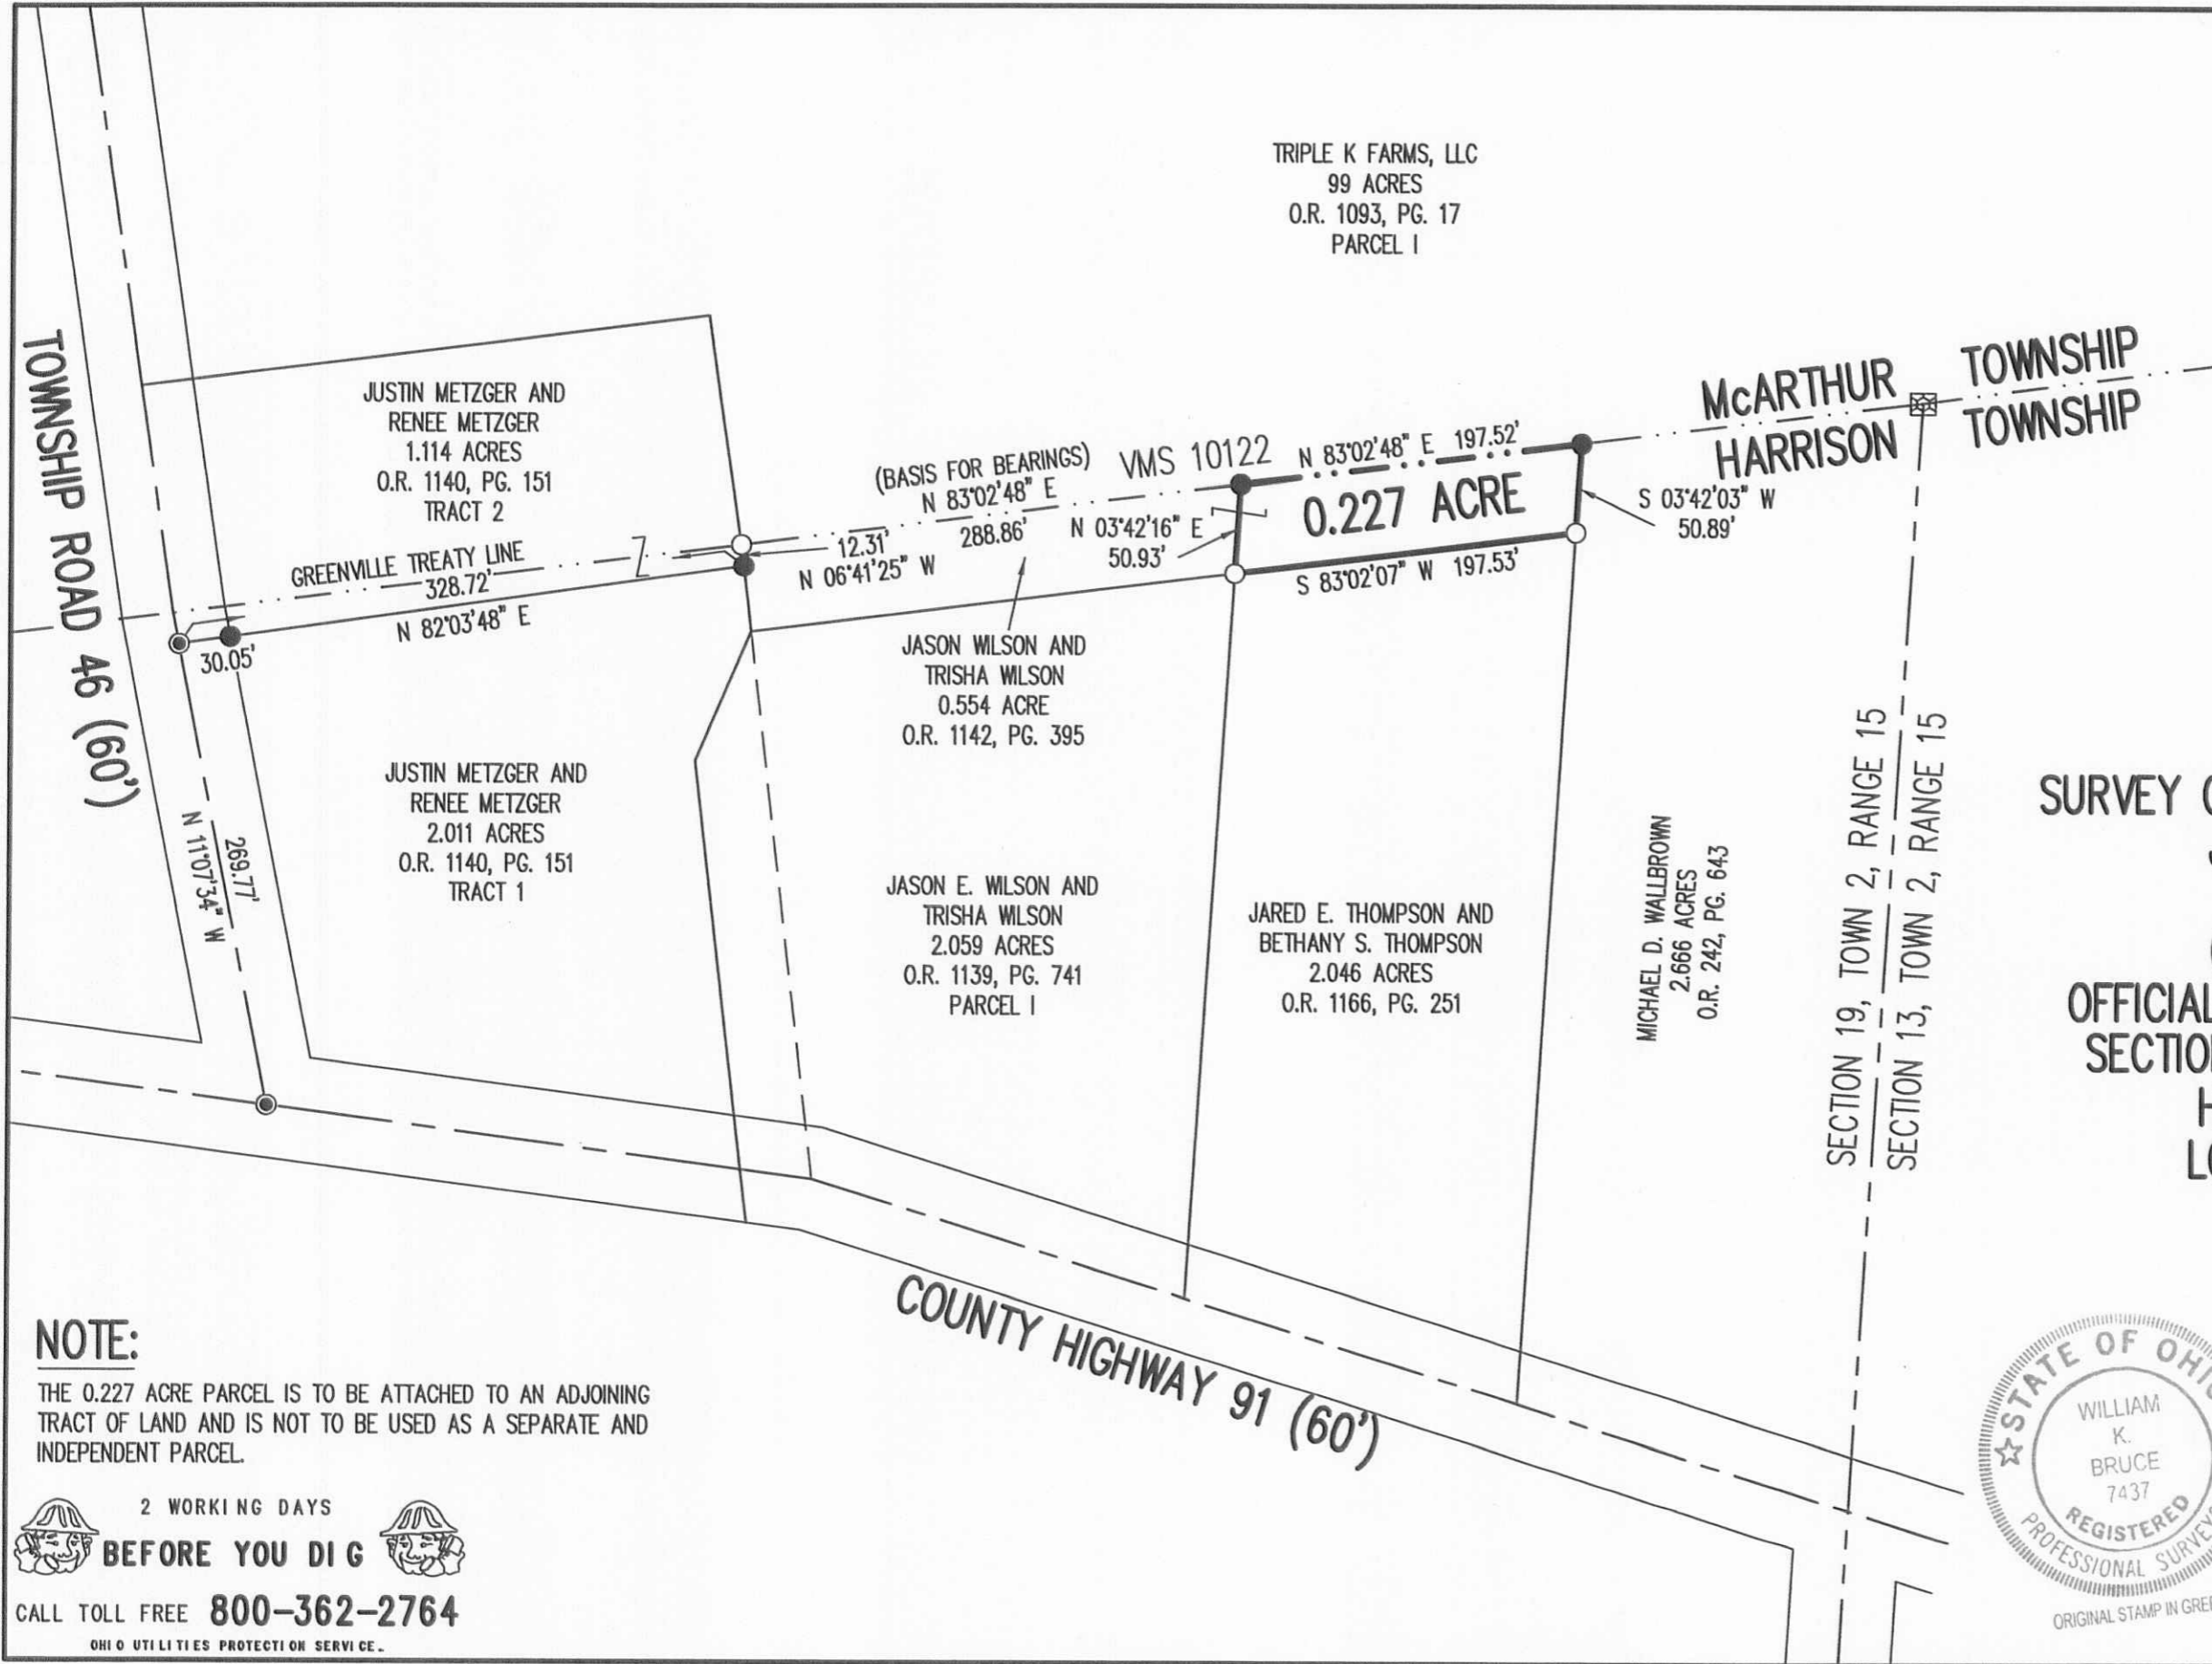 TRIPLE K FARMS, LLC
99 ACRES
O.R. 1093, PG. 17
PARCEL I
TOWNSHIP ROAD 46 (60')
JUSTIN METZGER AND
RENEE METZGER
1.114 ACRES
O.R. 1140, PG. 151
TRACT 2
GREENVILLE TREATY LINE
328.72'
N 82°03'48" E
30.05'
12.31'
N 06°41'25" W
(BASIS FOR BEARINGS)
N 83°02'48" E
288.86'
VMS 10122
N 83°02'48" E 197.52'
0.227 ACRE
N 03°42'16" E
50.93'
S 83°02'07" W 197.53'
S 03°42'03" W
50.89'
McARTHUR TOWNSHIP
HARRISON TOWNSHIP
JASON WILSON AND
TRISHA WILSON
0.554 ACRE
O.R. 1142, PG. 395
JUSTIN METZGER AND
RENEE METZGER
2.011 ACRES
O.R. 1140, PG. 151
TRACT 1
269.77'
N 11°07'34" W
JASON E. WILSON AND
TRISHA WILSON
2.059 ACRES
O.R. 1139, PG. 741
PARCEL I
JARED E. THOMPSON AND
BETHANY S. THOMPSON
2.046 ACRES
O.R. 1166, PG. 251
MICHAEL D. WALLBROWN
2.666 ACRES
O.R. 242, PG. 643
SECTION 19, TOWN 2, RANGE 15
SECTION 13, TOWN 2, RANGE 15
SURVEY
OFFICIAL
SECTIO
H
LO
COUNTY HIGHWAY 91 (60')
NOTE:
THE 0.227 ACRE PARCEL IS TO BE ATTACHED TO AN ADJOINING
TRACT OF LAND AND IS NOT TO BE USED AS A SEPARATE AND
INDEPENDENT PARCEL.
2 WORKING DAYS
BEFORE YOU DIG
CALL TOLL FREE 800-362-2764
OHIO UTILITIES PROTECTION SERVICE.
STATE OF OHI
WILLIAM
K.
BRUCE
7437
REGISTERED
PROFESSIONAL SURVEY
ORIGINAL STAMP IN GREE